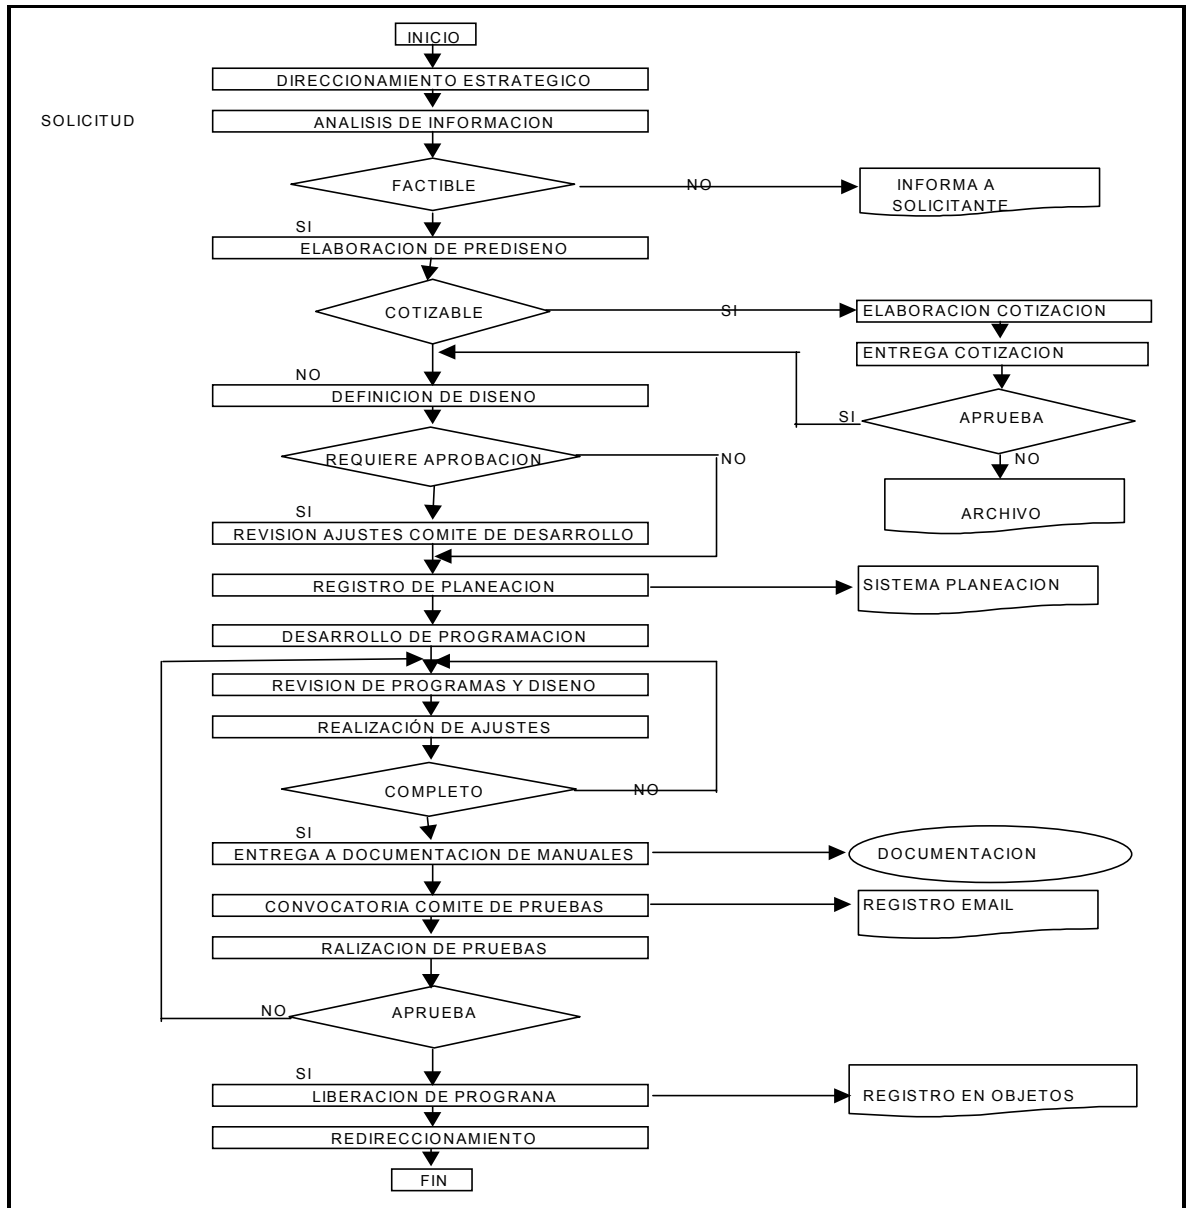 INICIO
DIRECCIONAMIENTO ESTRATEGICO
SOLICITUD
ANALISIS DE INFORMACION
FACTIBLE
NO
INFORMA A
SOLICITANTE
SI
ELABORACION DE PREDISENO
COTIZABLE
SI
ELABORACION COTIZACION
ENTREGA COTIZACION
NO
DEFINICION DE DISENO
SI
APRUEBA
REQUIERE APROBACION
NO
NO
ARCHIVO
SI
REVISION AJUSTES COMITE DE DESARROLLO
REGISTRO DE PLANEACION
SISTEMA PLANEACION
DESARROLLO DE PROGRAMACION
REVISION DE PROGRAMAS Y DISENO
REALIZACIÓN DE AJUSTES
COMPLETO
NO
SI
ENTREGA A DOCUMENTACION DE MANUALES
DOCUMENTACION
CONVOCATORIA COMITE DE PRUEBAS
REGISTRO EMAIL
RALIZACION DE PRUEBAS
NO
APRUEBA
SI
LIBERACION DE PROGRANA
REGISTRO EN OBJETOS
REDIRECCIONAMIENTO
FIN